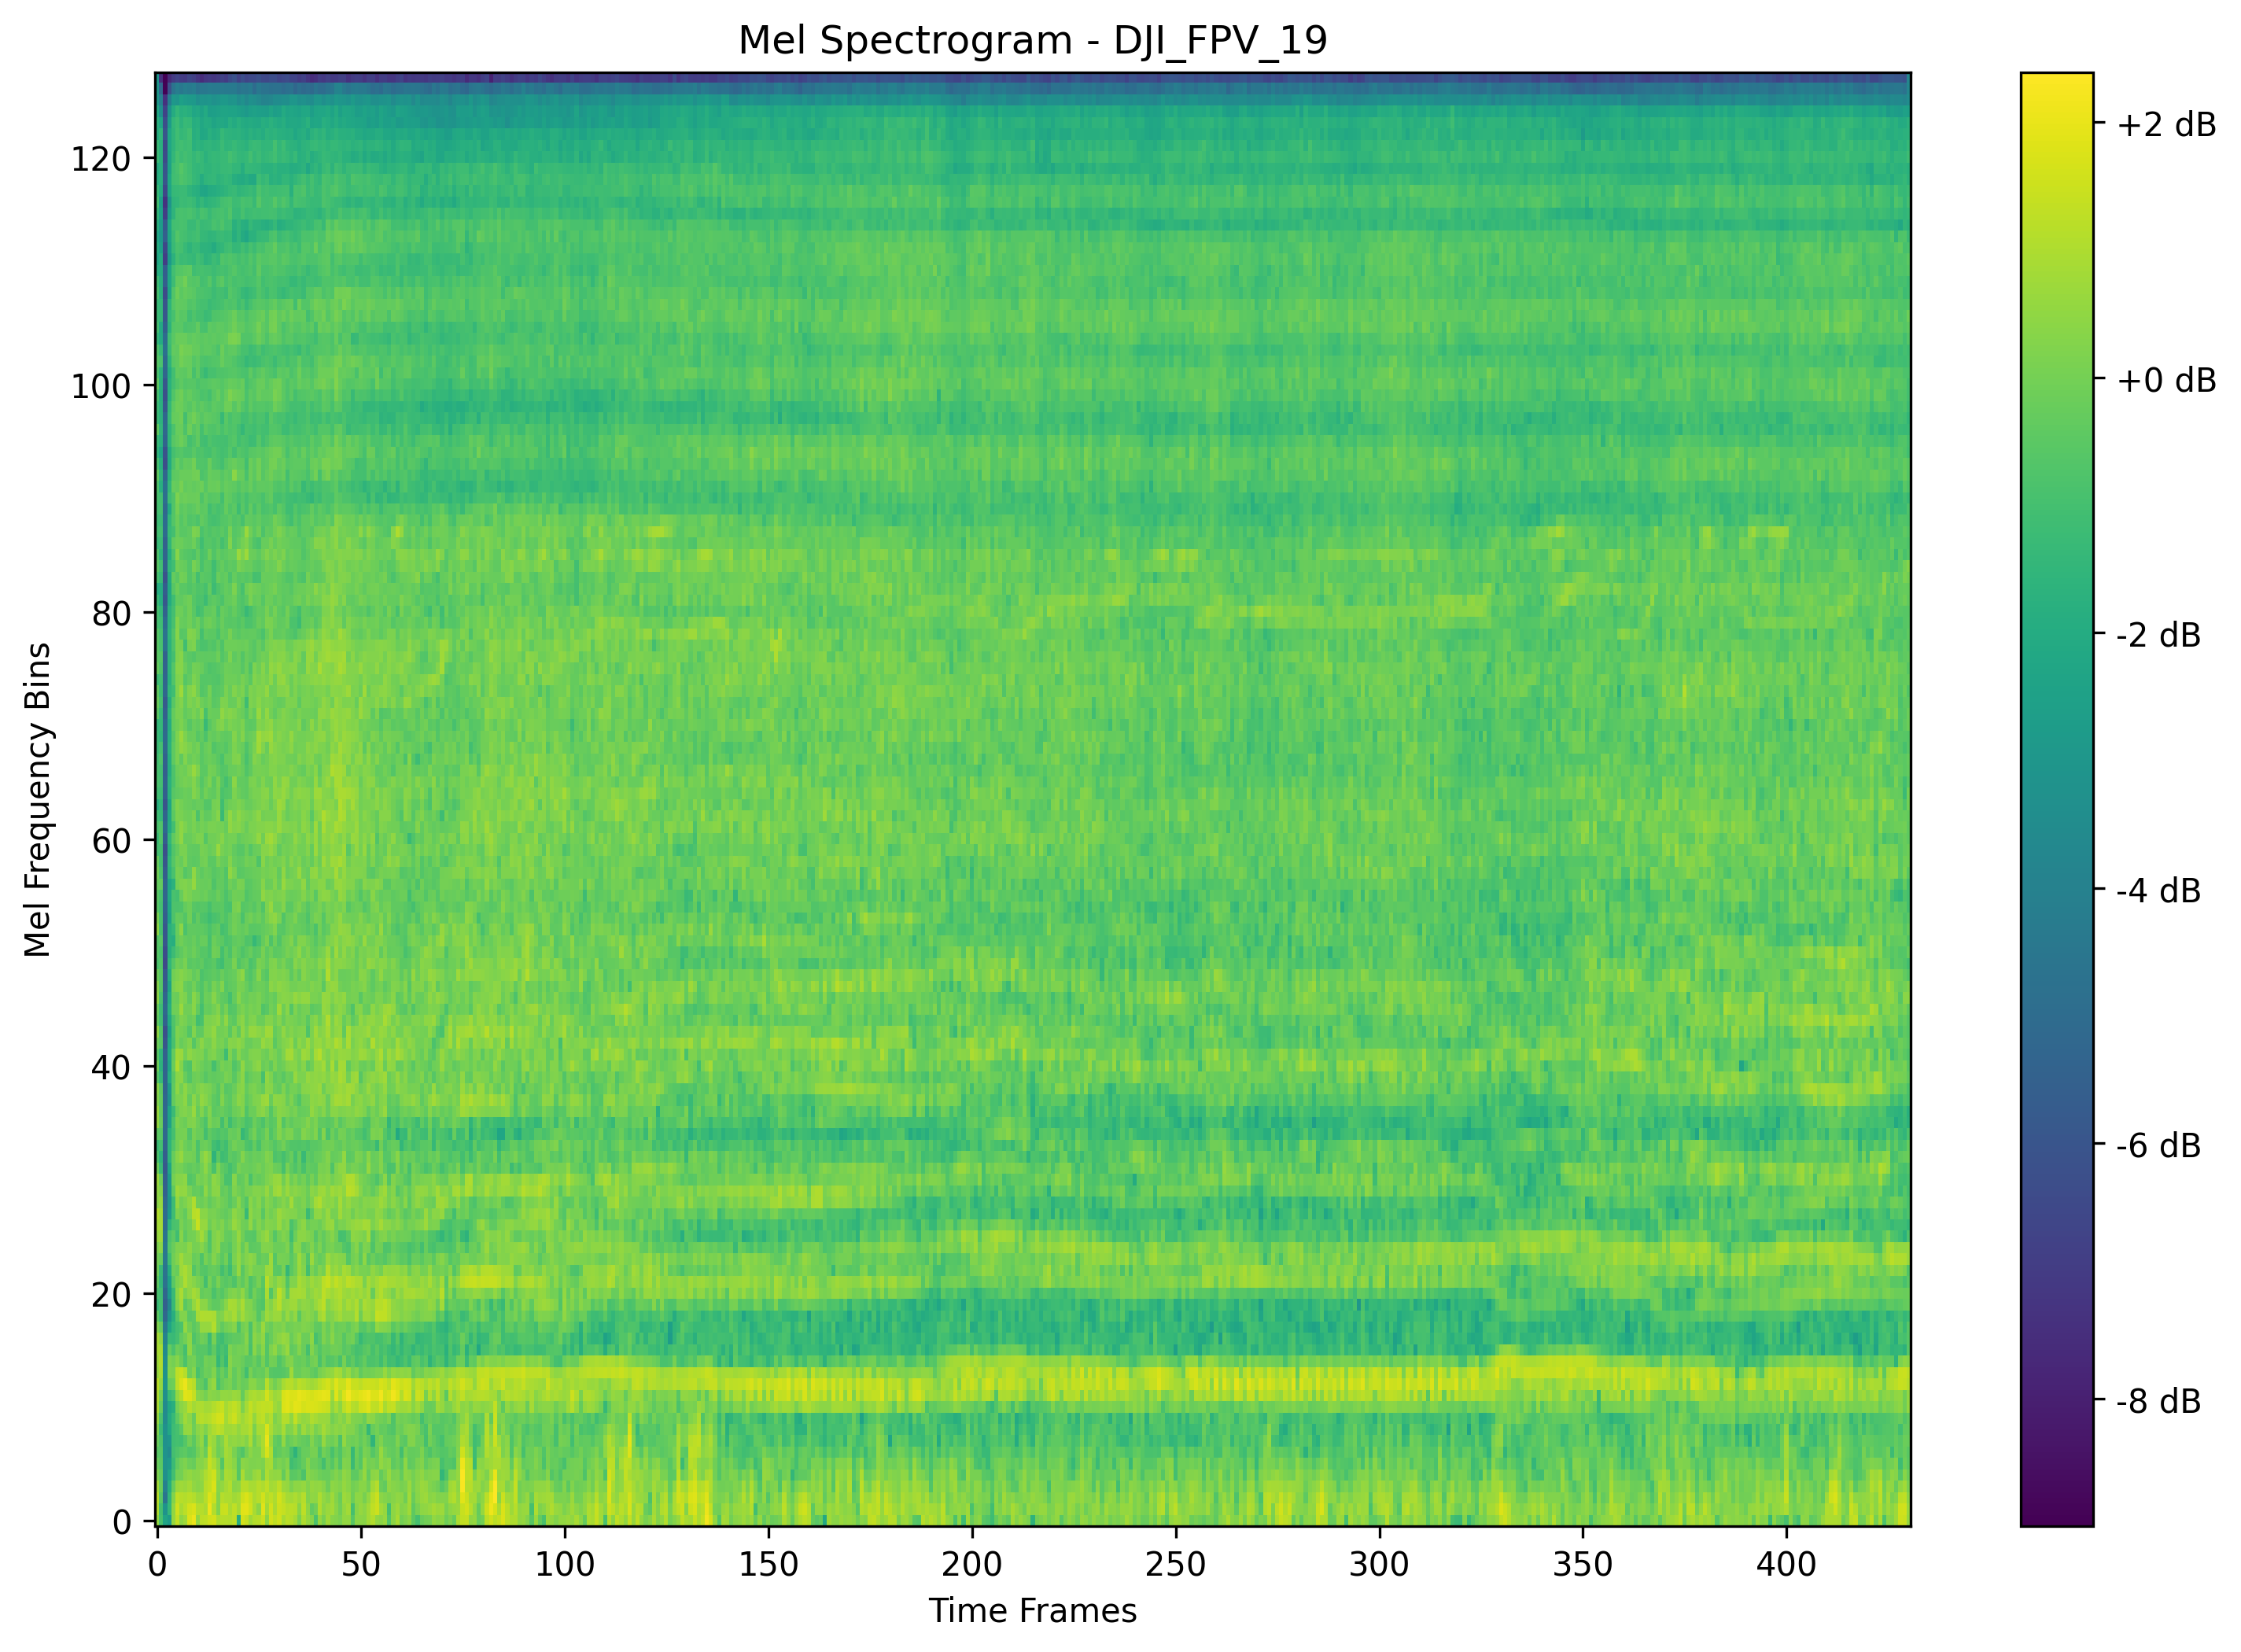 Mel Spectrogram - DJI_FPV_19
Mel Frequency Bins
120
100
80
60
40
20
0
0 50 100 150 200 250 300 350 400
Time Frames
+2 dB
+0 dB
-2 dB
-4 dB
-6 dB
-8 dB